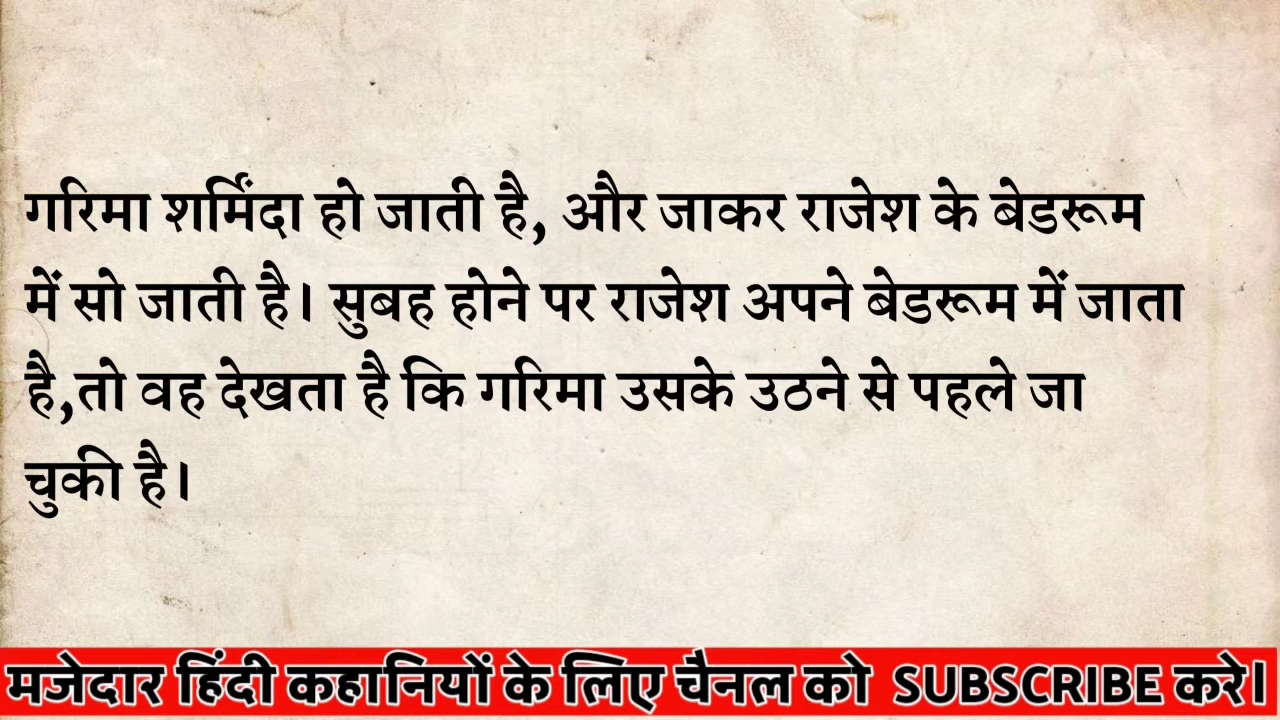 गरिमा शर्मिंदा हो जाती है, और जाकर राजेश के बेडरूम
में सो जाती है। सुबह होने पर राजेश अपने बेडरूम में जाता
है,तो वह देखता है कि गरिमा उसके उठने से पहले जा
चुकी है।
मजेदार हिंदी कहानियों के लिए चैनल को SUBSCRIBE करे।